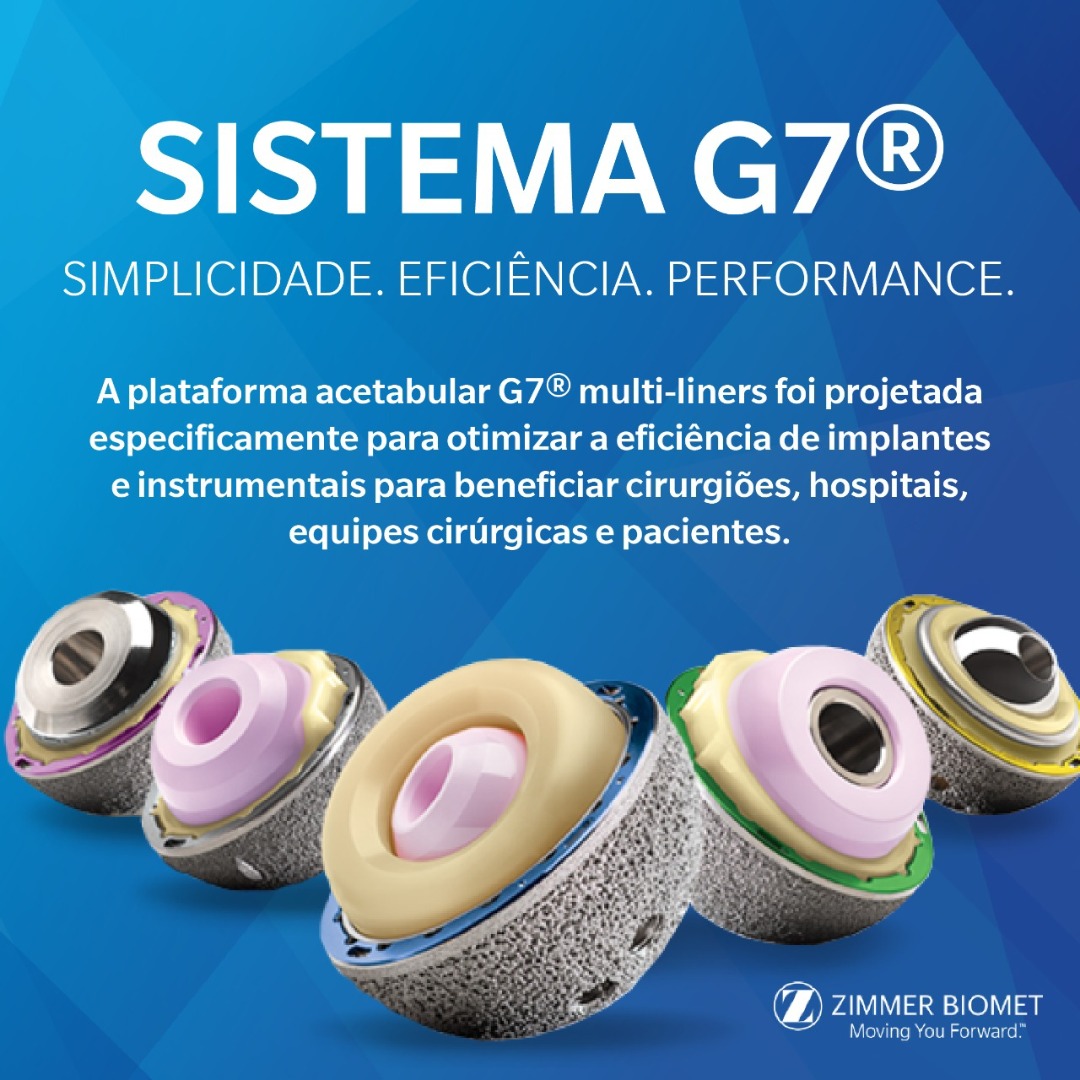 SISTEMA G7®
SIMPLICIDADE. EFICIÊNCIA. PERFORMANCE.
A plataforma acetabular G7® multi-liners foi projetada
especificamente para otimizar a eficiência de implantes
e instrumentais para beneficiar cirurgiões, hospitais,
equipes cirúrgicas e pacientes.
Z ZIMMER BIOMET
Moving You Forward.™